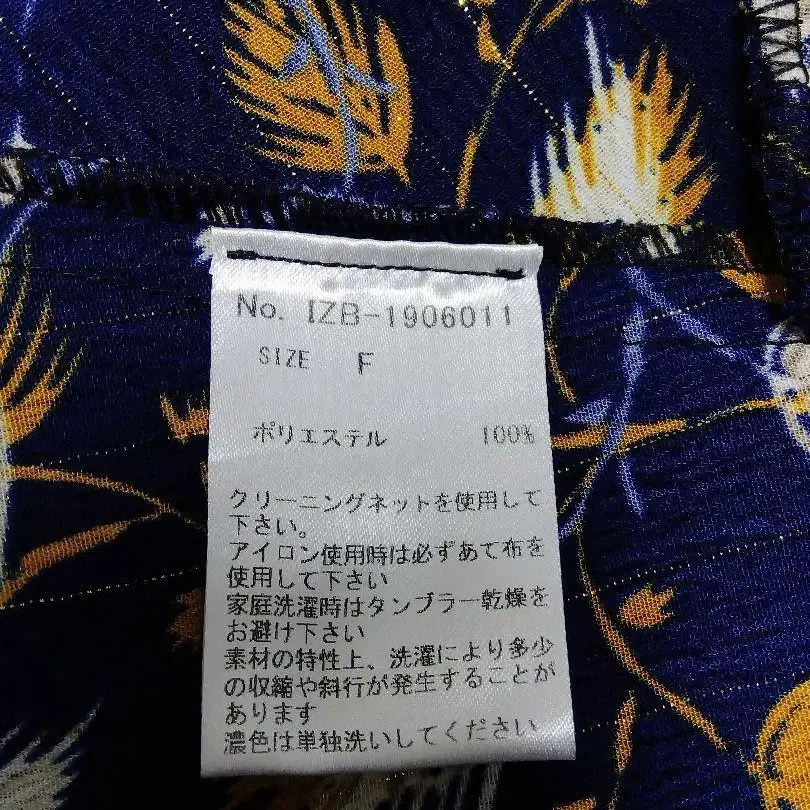 No. IZB-1906011
SIZE F
ポリエステル 100%
クリーニングネットを使用して
下さい。
アイロン使用時は必ずあて布を
使用して下さい
家庭洗濯時はタンブラー乾燥を
お避け下さい
素材の特性上、洗濯により多少
の収縮や斜行が発生することが
あります
濃色は単独洗いしてください